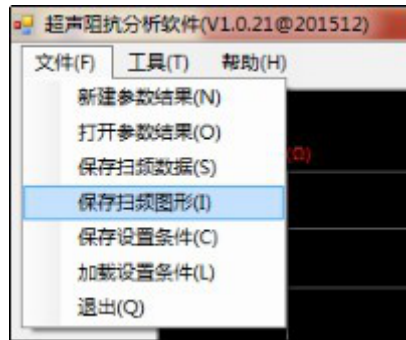 超声阻抗分析软件(V1.0.21@201512)
文件(F) 工具(T) 帮助(H)
新建参数结果(N)
打开参数结果(O)
(Ω)
保存扫频数据(S)
保存扫频图形(I)
保存设置条件(C)
加载设置条件(L)
退出(Q)